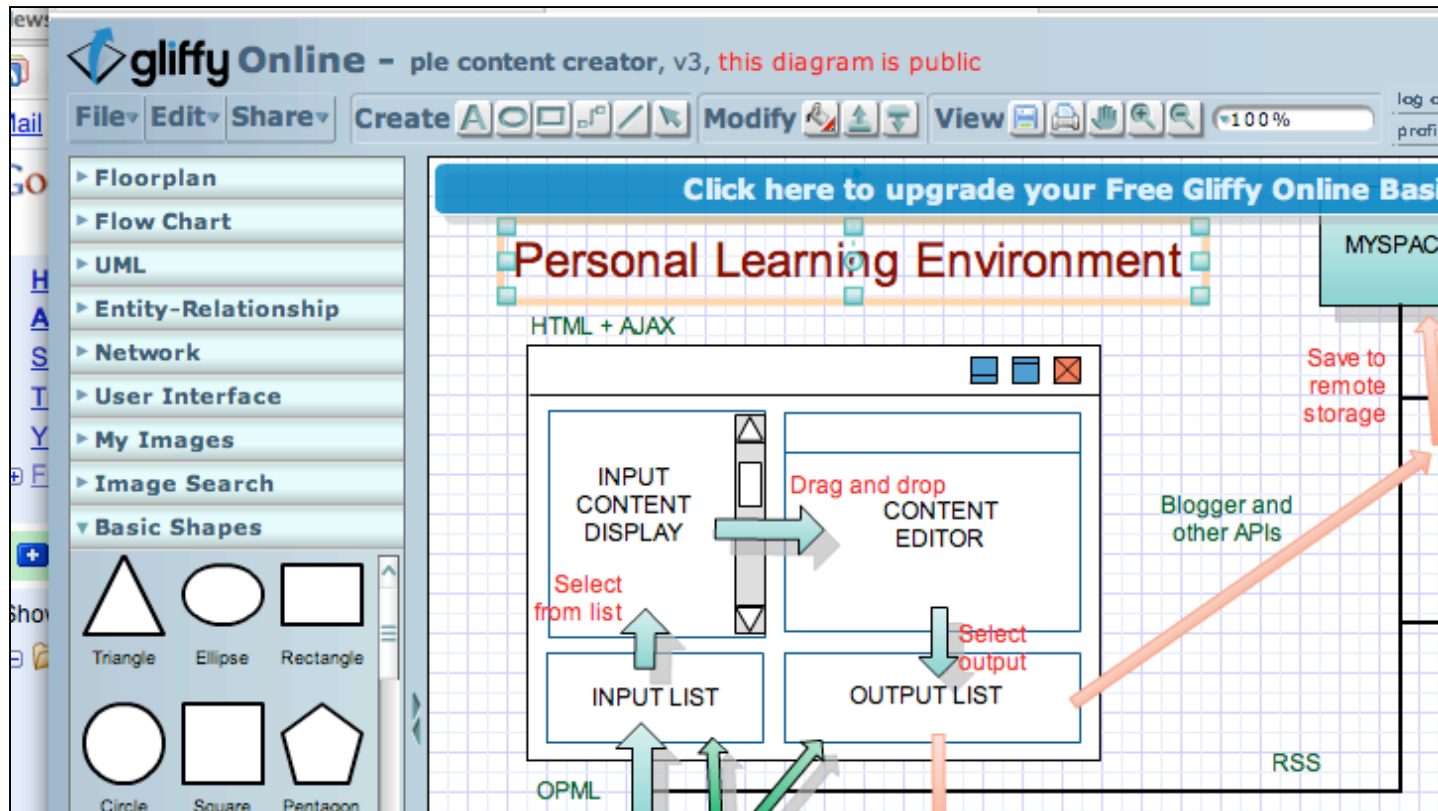 gliffy Online - ple content creator, v3, this diagram is public
File Edit Share Create A Modify View 100%
log
Mail
Floorplan
Flow Chart
UML
Entity-Relationship
Network
User Interface
My Images
Image Search
Basic Shapes
Triangle Ellipse Rectangle
Circle Square Pentagon
Click here to upgrade your Free Gliffy Online Basi
Personal Learning Environment
MYSPAC
HTML + AJAX
Save to
remote
storage
INPUT
CONTENT
DISPLAY
Drag and drop
CONTENT
EDITOR
Blogger and
other APIs
Select
from list
Select
output
INPUT LIST
OUTPUT LIST
RSS
OPML